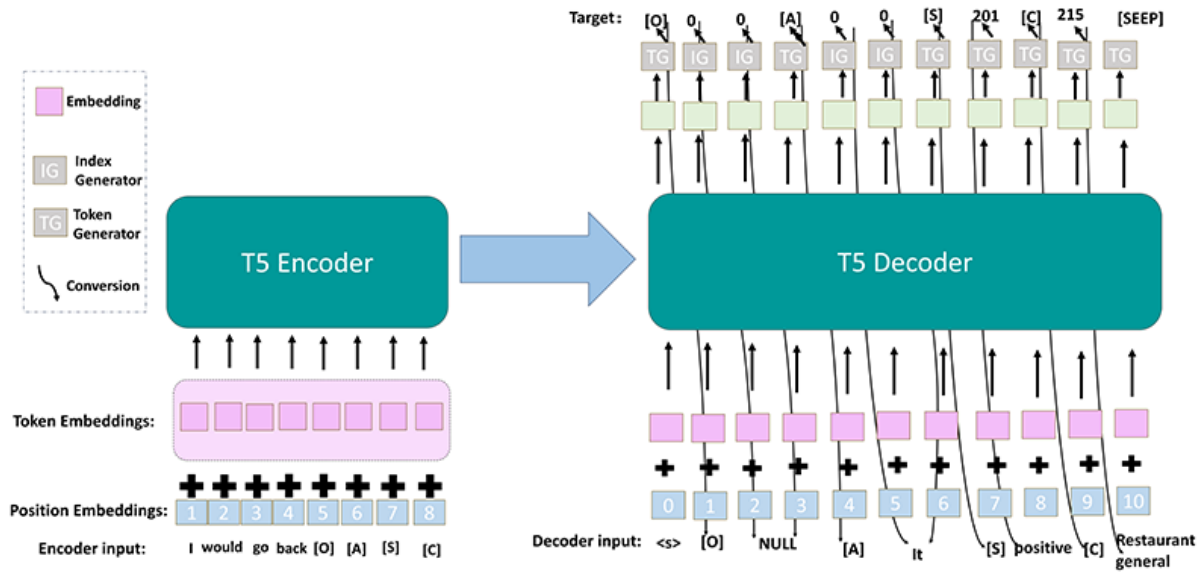 Target: [O] 0 0 [A] 0 0 [S] 201 [C] 215 [SEEP]
TG IG IG TG IG IG TG TG TG TG TG
Embedding
IG Index Generator
TG Token Generator
Conversion
T5 Encoder
T5 Decoder
Token Embeddings:
Position Embeddings: 1 2 3 4 5 6 7 8
0 1 2 3 4 5 6 7 8 9 10
Encoder input: I would go back [O] [A] [S] [C]
Decoder input: <s> [O] NULL [A] It [S] positive [C] Restaurant general